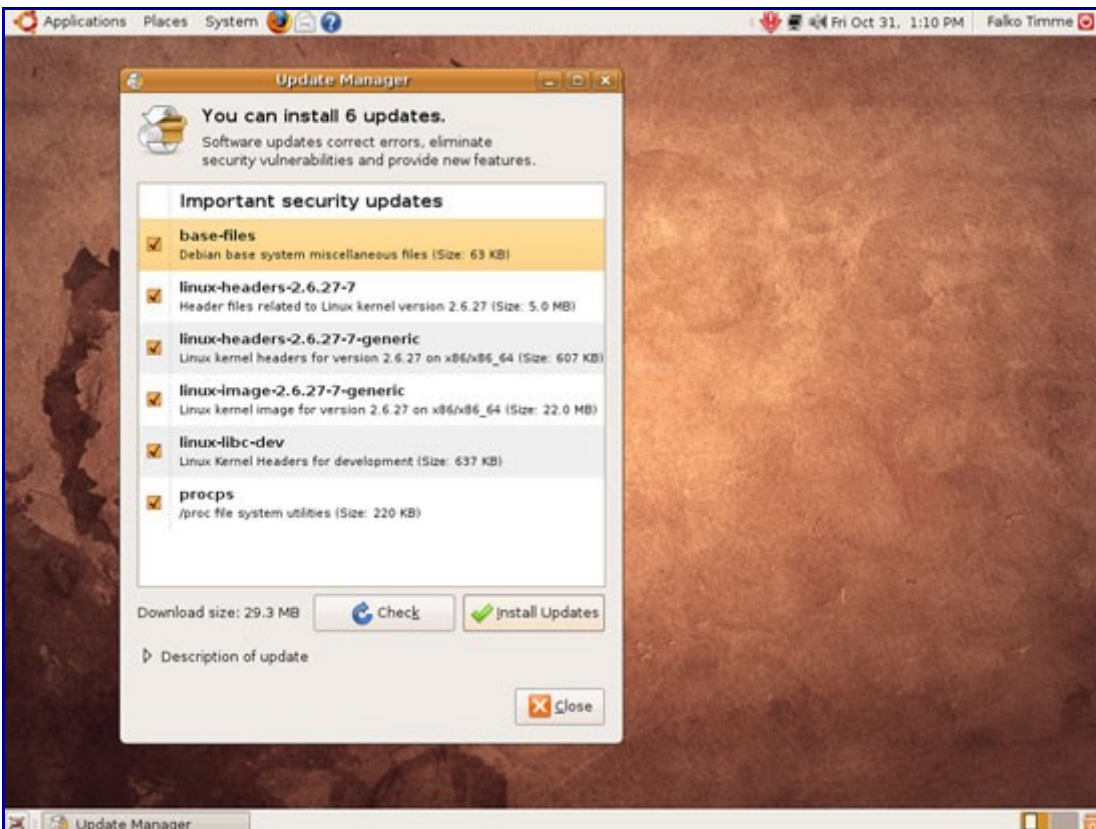 Applications Places System Fri Oct 31, 1:10 PM Falko Timme
Update Manager
You can install 6 updates.
Software updates correct errors, eliminate
security vulnerabilities and provide new features.
Important security updates
base-files
Debian base system miscellaneous files (Size: 63 KB)
linux-headers-2.6.27-7
Header files related to Linux kernel version 2.6.27 (Size: 5.0 MB)
linux-headers-2.6.27-7-generic
Linux kernel headers for version 2.6.27 on x86/x86_64 (Size: 607 KB)
linux-image-2.6.27-7-generic
Linux kernel image for version 2.6.27 on x86/x86_64 (Size: 22.0 MB)
linux-libc-dev
Linux Kernel Headers for development (Size: 637 KB)
procps
/proc file system utilities (Size: 220 KB)
Download size: 29.3 MB Check Install Updates
Description of update
Close
Update Manager